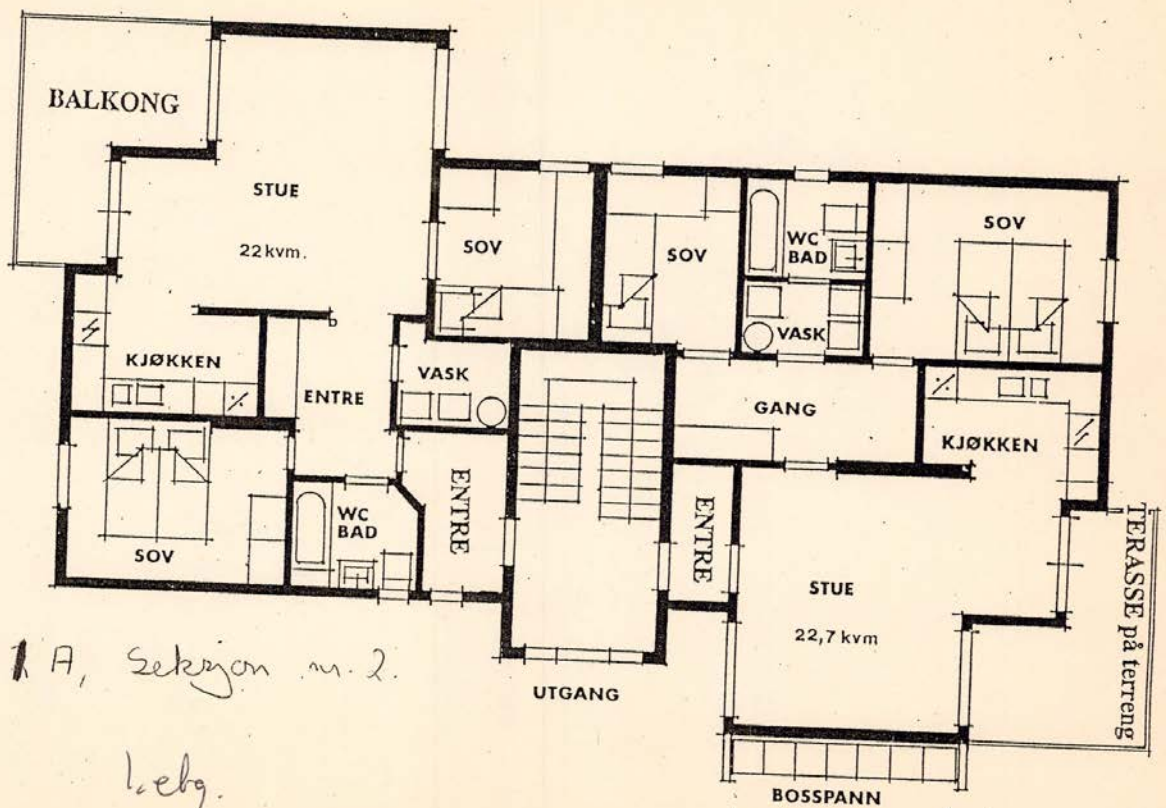 BALKONG
STUE
22 kvm.
SOV
SOV
WC
BAD
SOV
VASK
KJØKKEN
VASK
ENTRE
GANG
KJØKKEN
ENTRE
WC
BAD
SOV
ENTRE
STUE
22,7 kvm
TERASSE på terreng
A, Seksjon nr. 2.
UTGANG
1. etg.
BOSSPANN